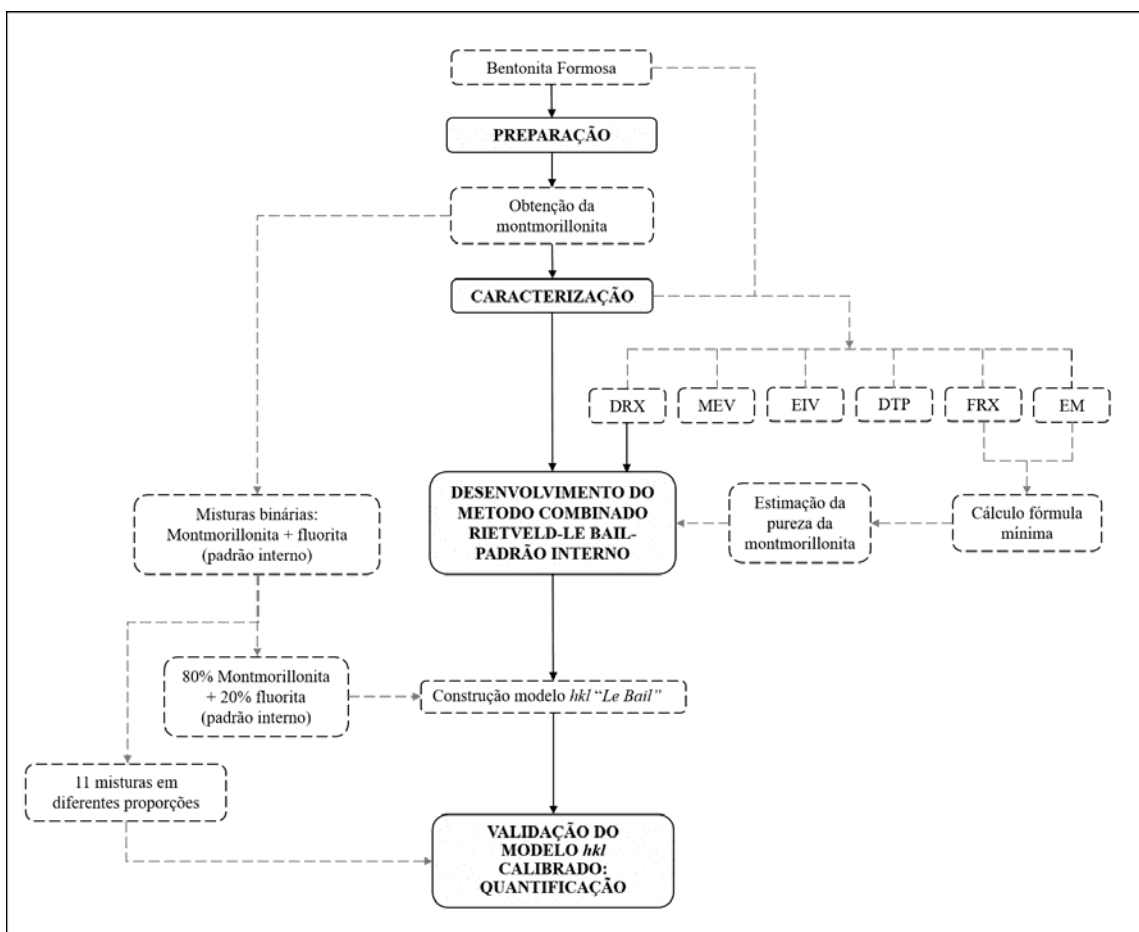 Bentonita Formosa
PREPARAÇÃO
Obtenção da
montmorillonita
CARACTERIZAÇÃO
DRX
MEV
EIV
DTP
FRX
EM
DESENVOLVIMENTO DO
METODO COMBINADO
RIETVELD-LE BAIL-
PADRÃO INTERNO
Estimação da
pureza da
montmorillonita
Cálculo fórmula
mínima
Misturas binárias:
Montmorillonita + fluorita
(padrão interno)
80% Montmorillonita
+ 20% fluorita
(padrão interno)
Construção modelo hkl “Le Bail”
11 misturas em
diferentes proporções
VALIDAÇÃO DO
MODELO hkl
CALIBRADO:
QUANTIFICAÇÃO